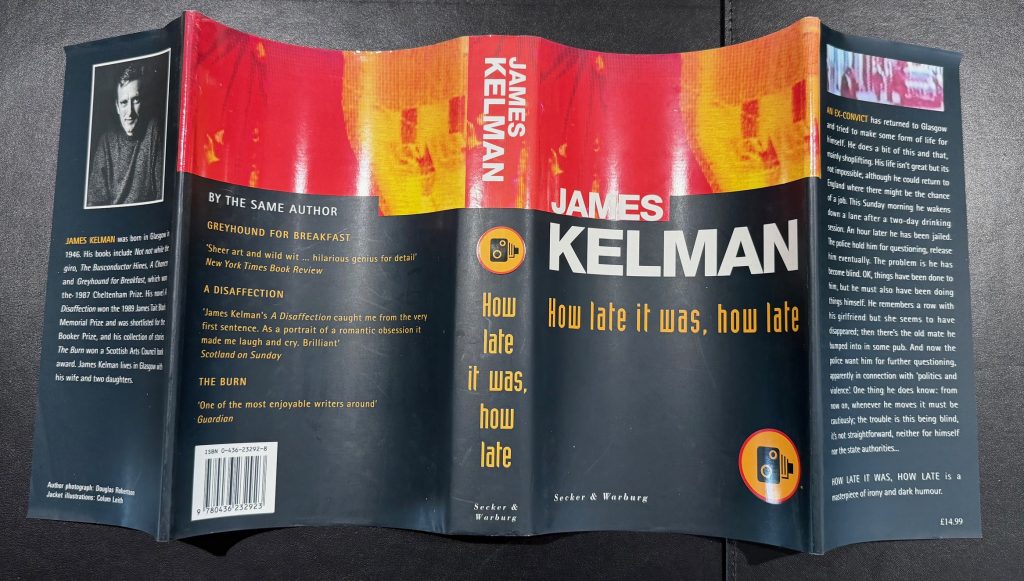 JAMES KELMAN was born in Glasgow in
1946. His books include Not not while the
giro, The Busconductor Hines, A Chancer
and Greyhound for Breakfast, which won
the 1987 Cheltenham Prize. His novel A
Disaffection won the 1989 James Tait Black
Memorial Prize and was shortlisted for the
Booker Prize, and his collection of stories
The Burn won a Scottish Arts Council book
award. James Kelman lives in Glasgow with
his wife and two daughters.
Author photograph: Douglas Robertson
Jacket illustrations: Colum Leith
BY THE SAME AUTHOR
GREYHOUND FOR BREAKFAST
'Sheer art and wild wit ... hilarious genius for detail'
New York Times Book Review
A DISAFFECTION
'James Kelman's A Disaffection caught me from the very
first sentence. As a portrait of a romantic obsession it
made me laugh and cry. Brilliant'
Scotland on Sunday
THE BURN
'One of the most enjoyable writers around'
Guardian
ISBN 0-436-23292-8
9 780436 232923
JAMES
KELMAN
How
late
it was,
how
late
Secker &
Warburg
JAMES
KELMAN
How late it was, how late
Secker & Warburg
AN EX-CONVICT has returned to Glasgow
and tried to make some form of life for
himself. He does a bit of this and that,
mainly shoplifting. His life isn't great but its
not impossible, although he could return to
England where there might be the chance
of a job. This Sunday morning he wakens
down a lane after a two-day drinking
session. An hour later he has been jailed.
The police hold him for questioning, release
him eventually. The problem is he has
become blind. OK, things have been done to
him, but he must also have been doing
things himself. He remembers a row with
his girlfriend but she seems to have
disappeared; then there's the old mate he
bumped into in some pub. And now the
police want him for further questioning,
apparently in connection with 'politics and
violence'. One thing he does know: from
now on, whenever he moves it must be
cautiously; the trouble is this being blind,
it's not straightforward, neither for himself
nor the state authorities...
HOW LATE IT WAS, HOW LATE is a
masterpiece of irony and dark humour.
£14.99